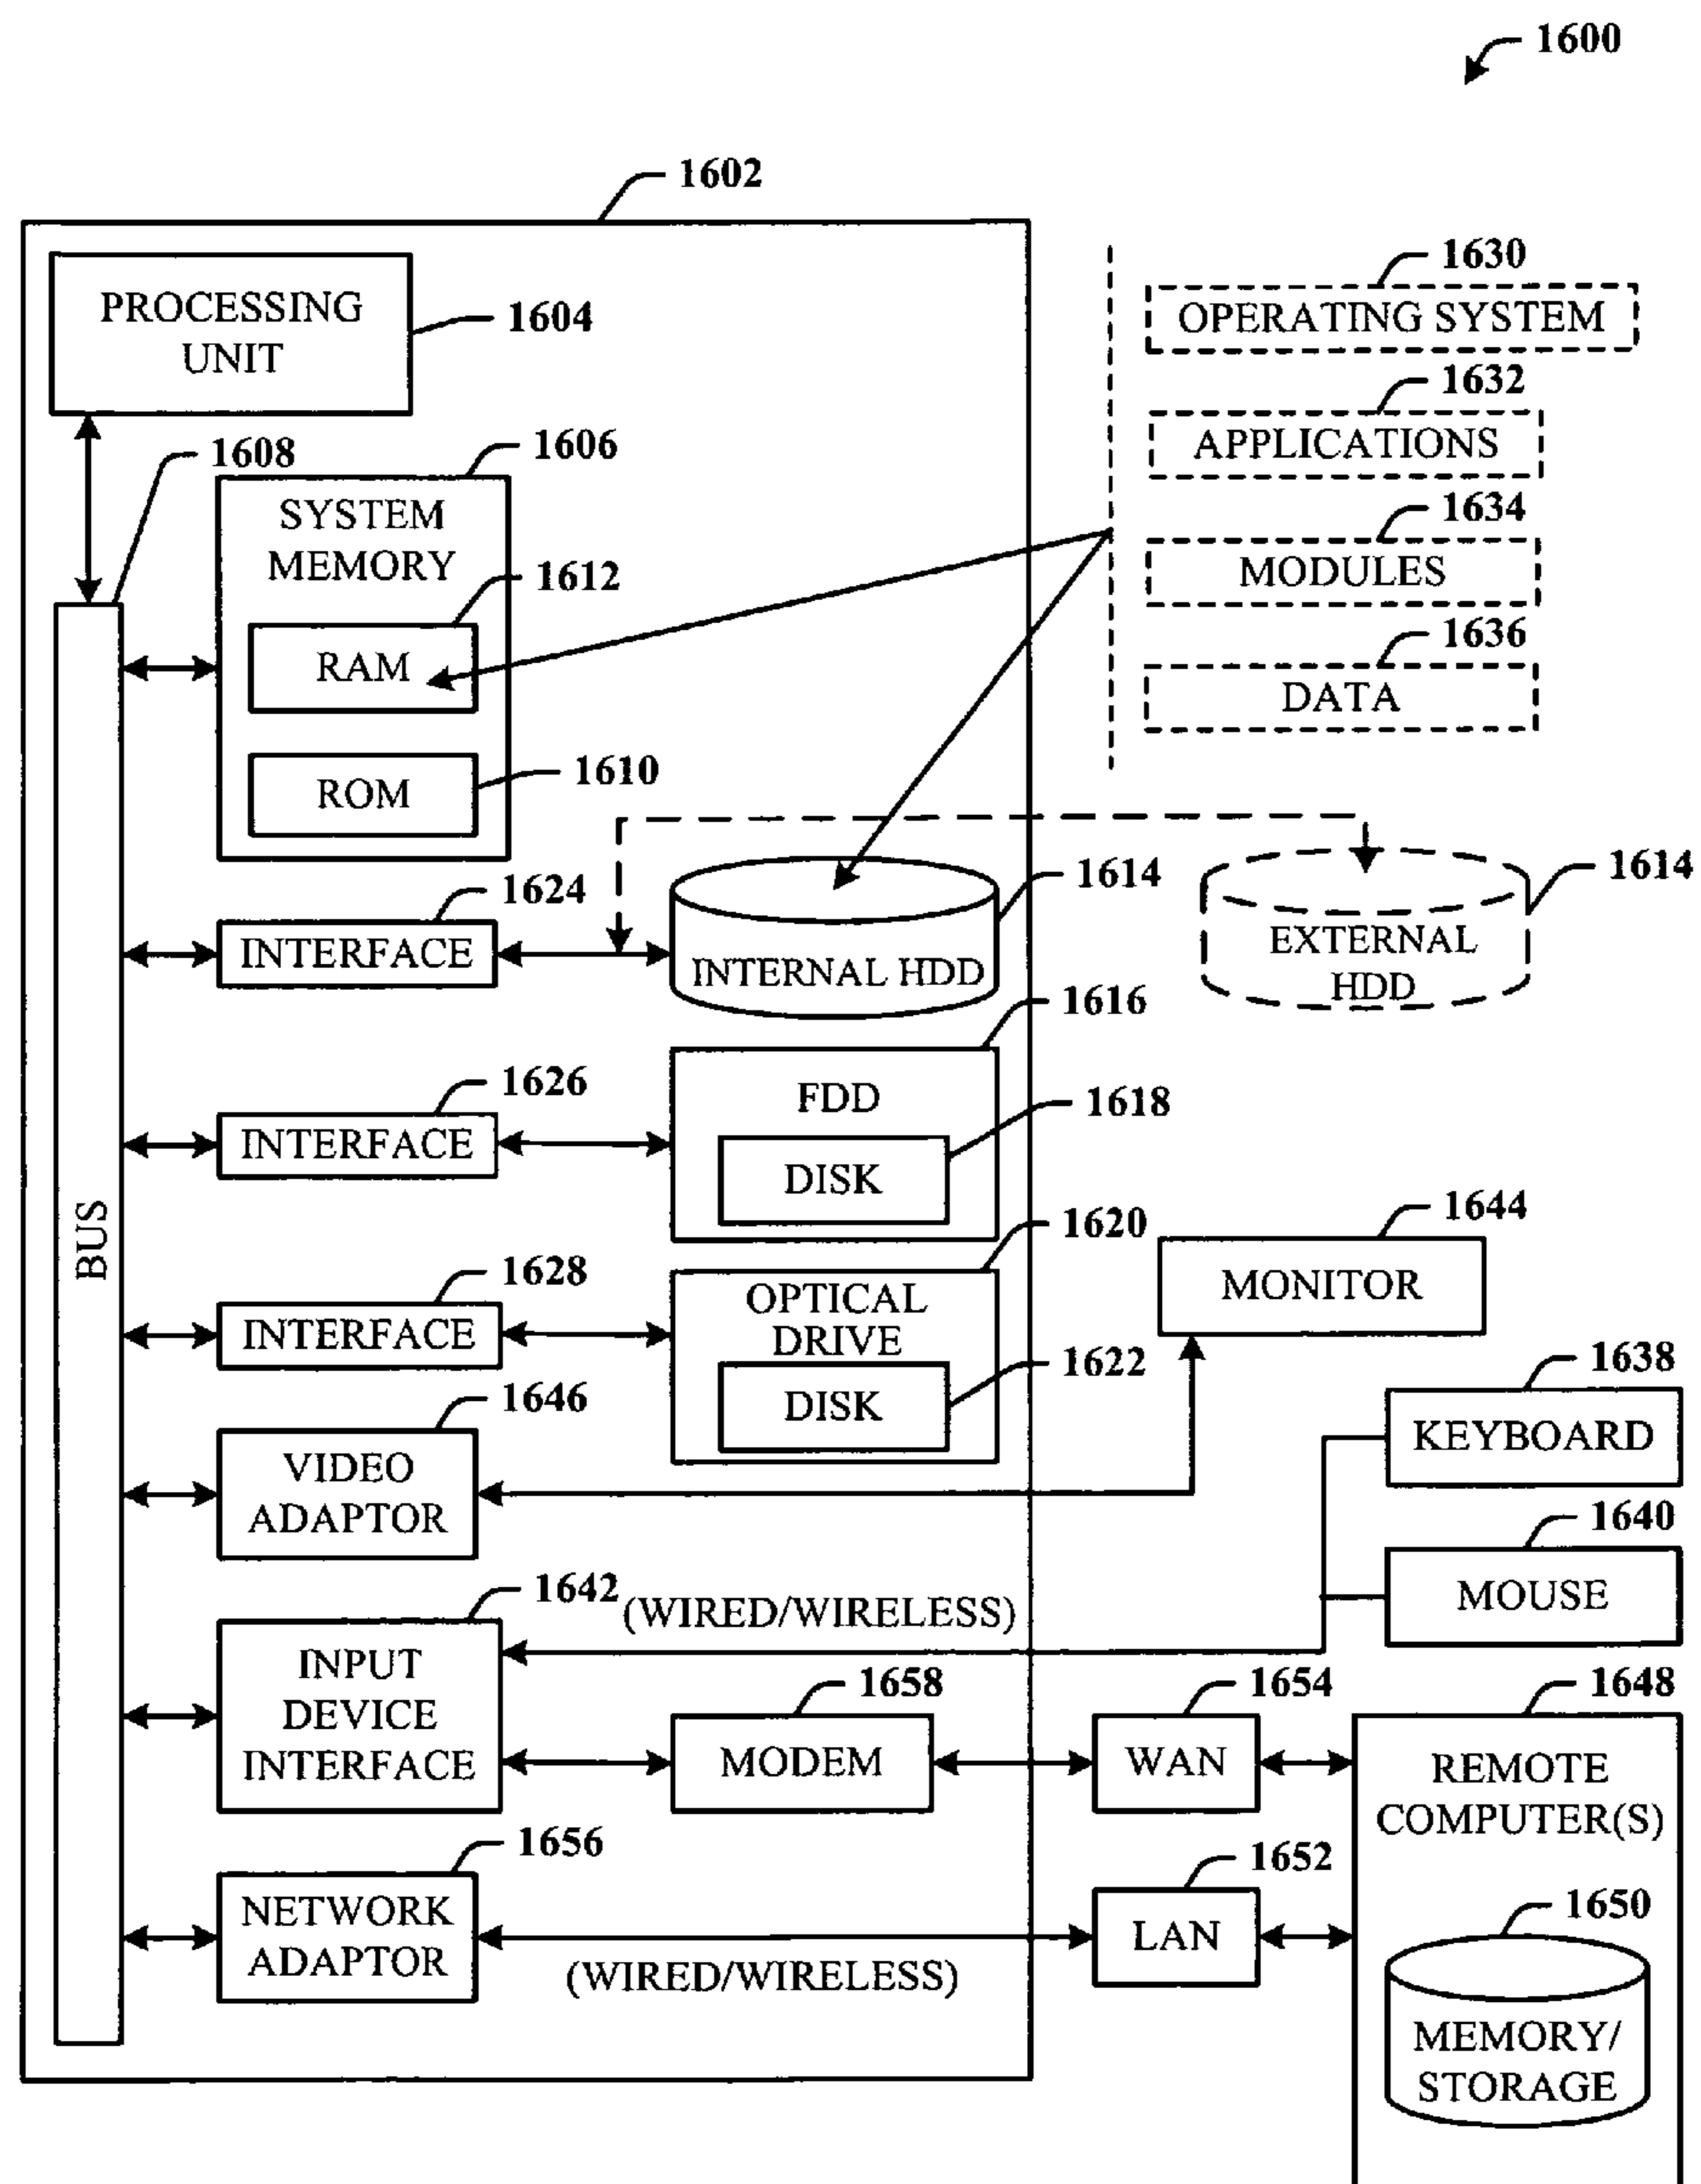 1600
1602
PROCESSING
UNIT
1604
1630
OPERATING SYSTEM
1632
APPLICATIONS
1634
MODULES
1636
DATA
1608
1606
SYSTEM
MEMORY
1612
RAM
ROM
1610
BUS
1624
INTERFACE
1614
INTERNAL HDD
1614
EXTERNAL
HDD
1616
FDD
1618
DISK
1626
INTERFACE
1620
OPTICAL
DRIVE
1622
DISK
1628
INTERFACE
1644
MONITOR
1646
VIDEO
ADAPTOR
1638
KEYBOARD
1640
MOUSE
1642
(WIRED/WIRELESS)
INPUT
DEVICE
INTERFACE
1658
MODEM
1654
WAN
1648
REMOTE
COMPUTER(S)
1656
NETWORK
ADAPTOR
(WIRED/WIRELESS)
1652
LAN
1650
MEMORY/
STORAGE